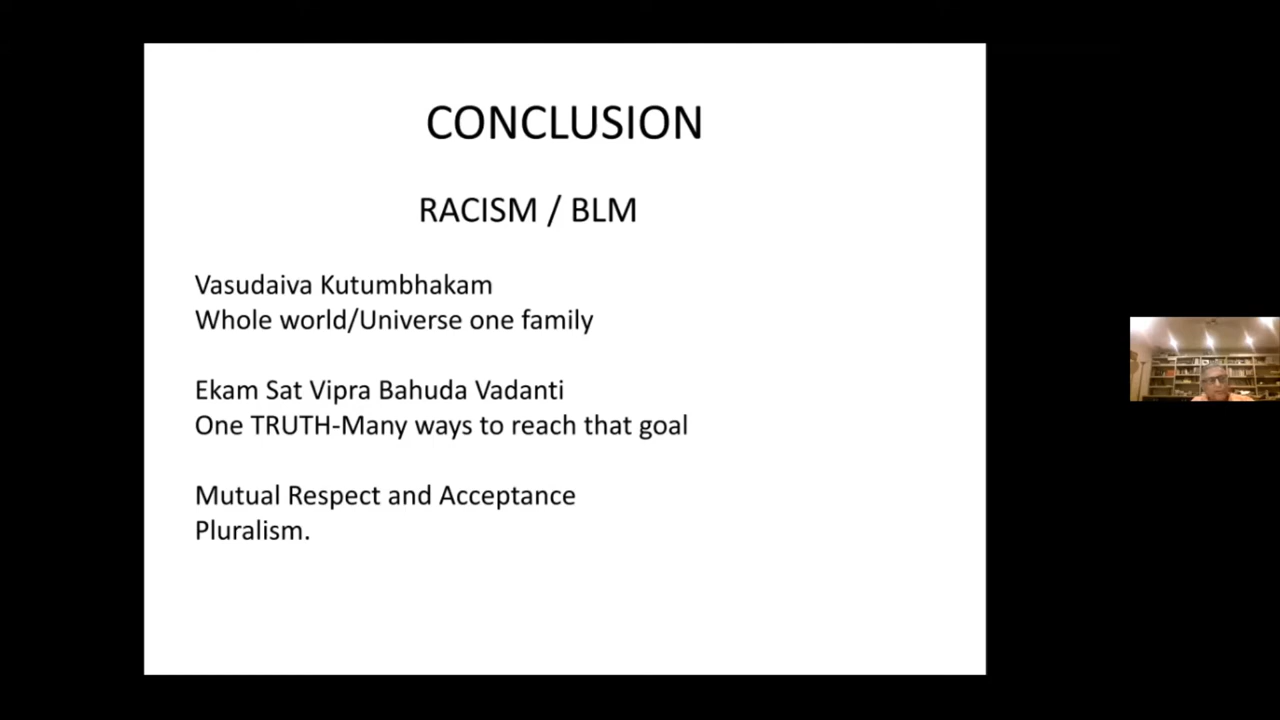 CONCLUSION
RACISM / BLM
Vasudaiva Kutumbhakam
Whole world/Universe one family
Ekam Sat Vipra Bahuda Vadanti
One TRUTH-Many ways to reach that goal
Mutual Respect and Acceptance
Pluralism.